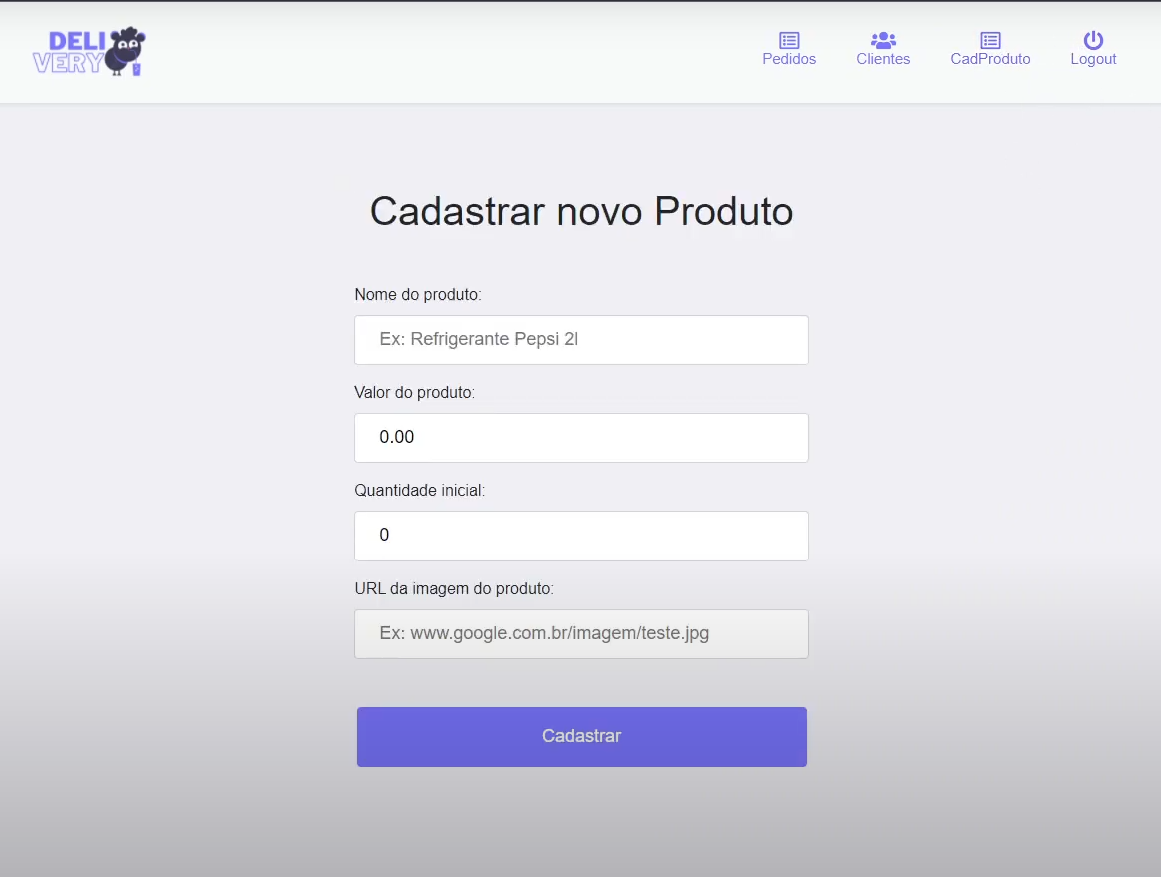 DELI
VERY
Pedidos
Clientes
CadProduto
Logout
Cadastrar novo Produto
Nome do produto:
Ex: Refrigerante Pepsi 2l
Valor do produto:
0.00
Quantidade inicial:
0
URL da imagem do produto:
Ex: www.google.com.br/imagem/teste.jpg
Cadastrar